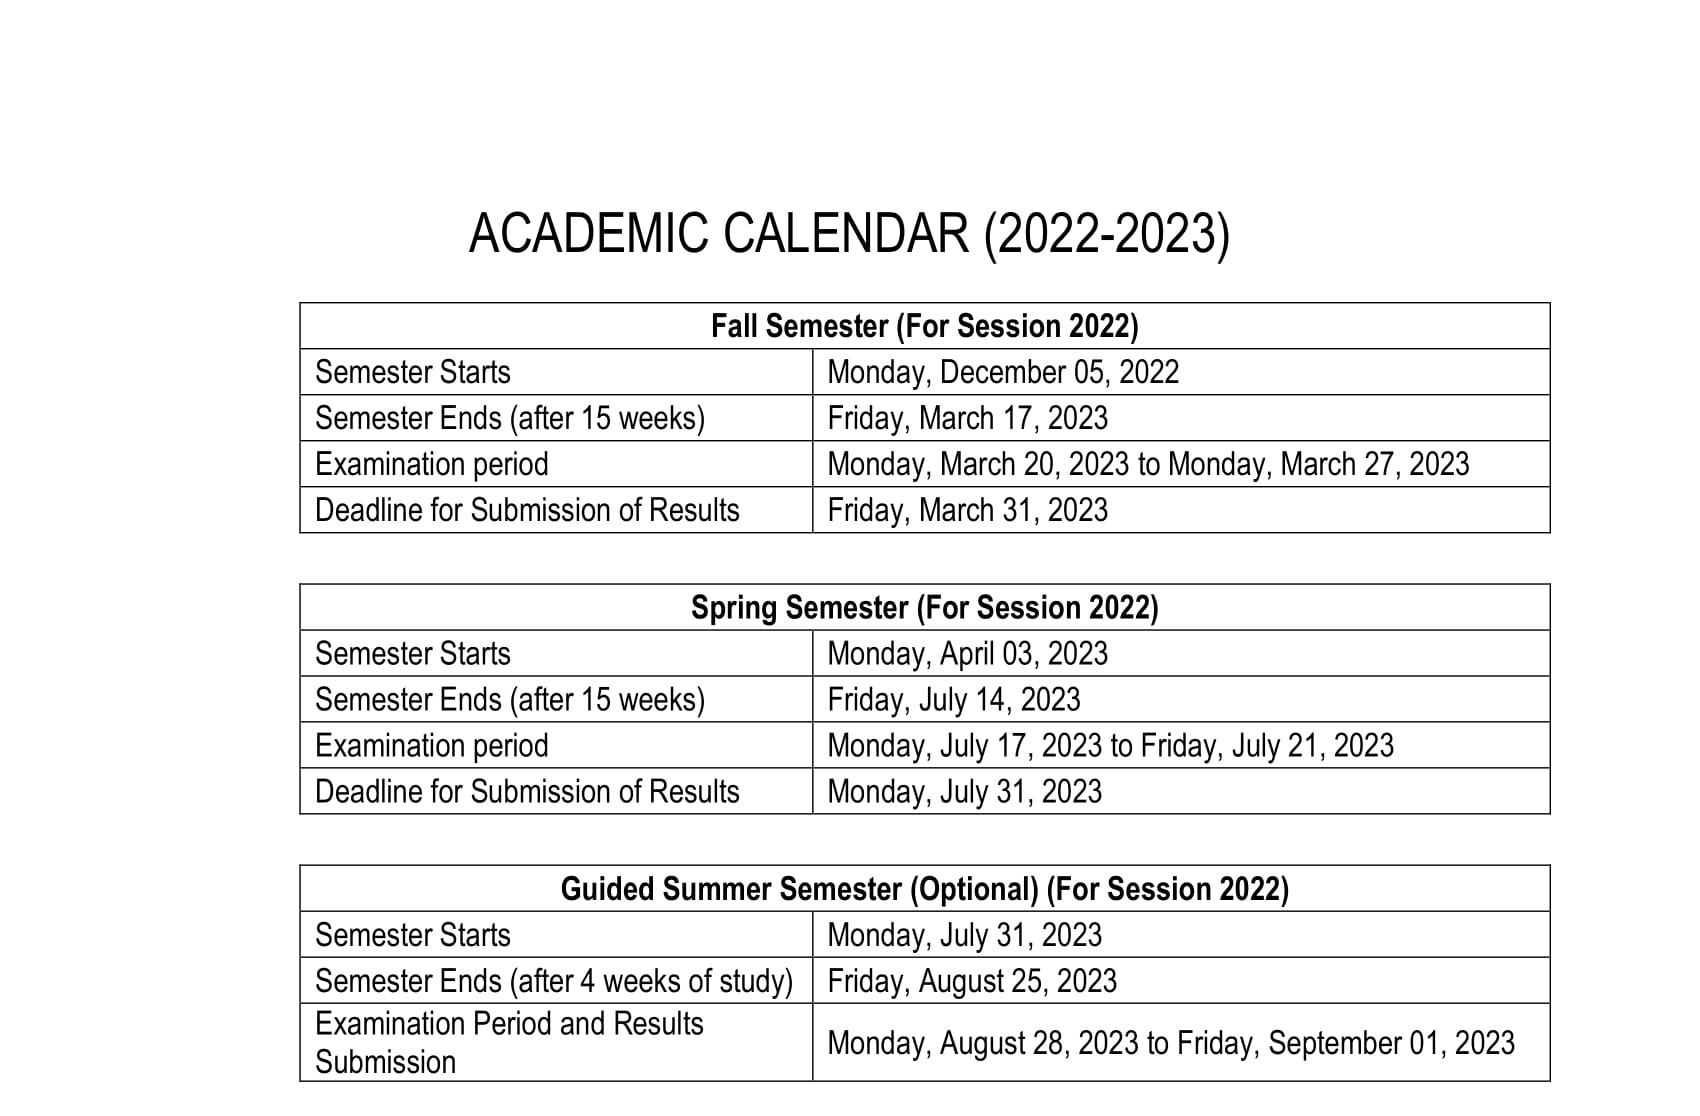 ACADEMIC CALENDAR (2022-2023)
Fall Semester (For Session 2022)
Semester Starts Monday, December 05, 2022
Semester Ends (after 15 weeks) Friday, March 17, 2023
Examination period Monday, March 20, 2023 to Monday, March 27, 2023
Deadline for Submission of Results Friday, March 31, 2023
Spring Semester (For Session 2022)
Semester Starts Monday, April 03, 2023
Semester Ends (after 15 weeks) Friday, July 14, 2023
Examination period Monday, July 17, 2023 to Friday, July 21, 2023
Deadline for Submission of Results Monday, July 31, 2023
Guided Summer Semester (Optional) (For Session 2022)
Semester Starts Monday, July 31, 2023
Semester Ends (after 4 weeks of study) Friday, August 25, 2023
Examination Period and Results
Submission
Monday, August 28, 2023 to Friday, September 01, 2023